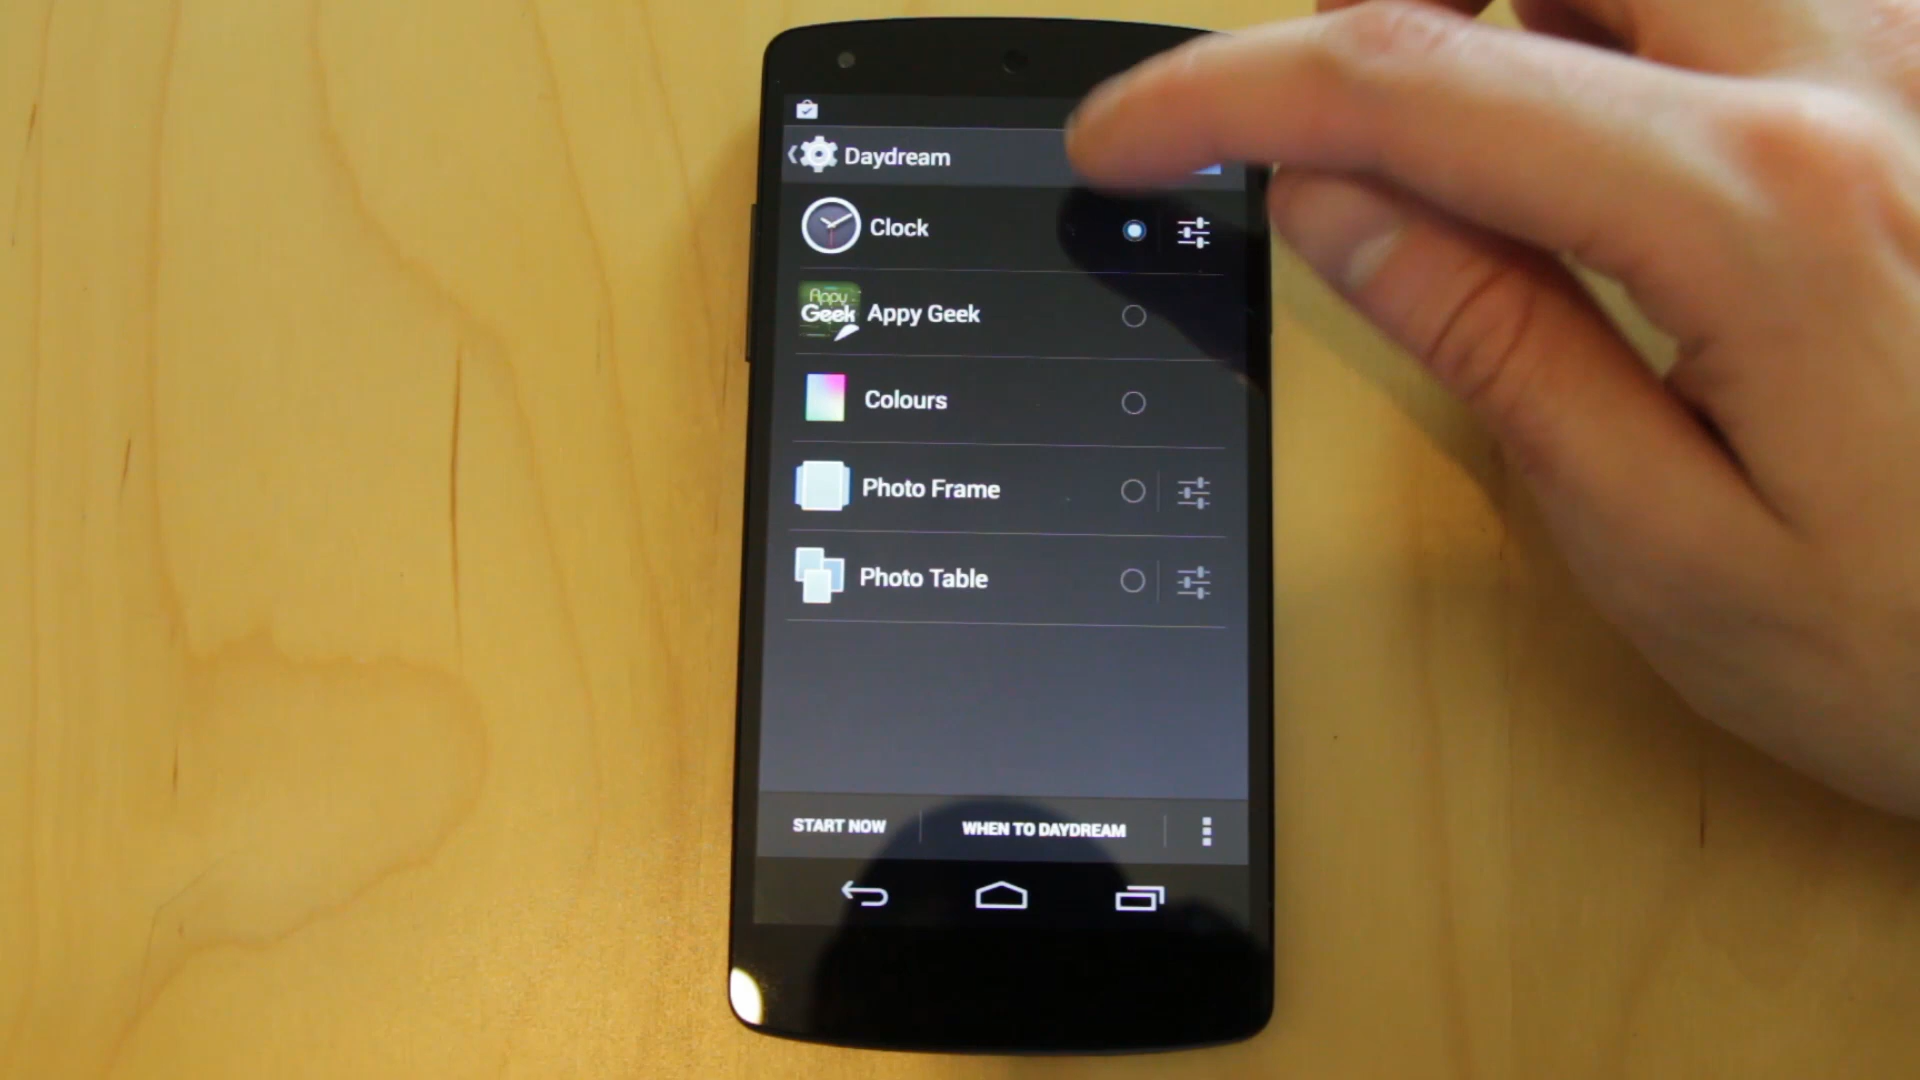 Daydream
Clock
Appy
Geek
Appy Geek
Colours
Photo Frame
Photo Table
START NOW
WHEN TO DAYDREAM